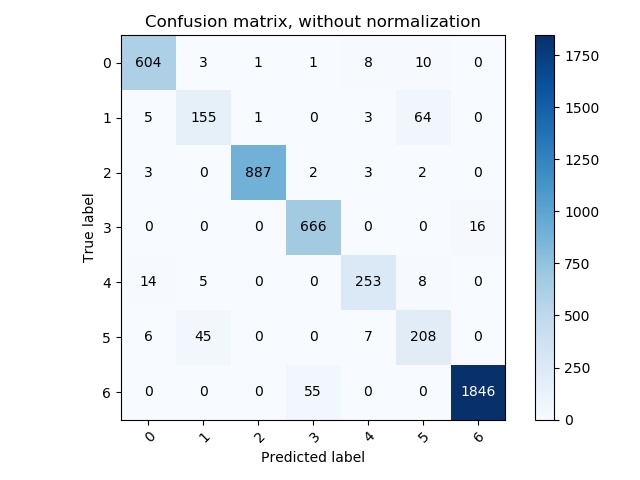 Confusion matrix, without normalization
True label
0 604 3 1 1 8 10 0
1 5 155 1 0 3 64 0
2 3 0 887 2 3 2 0
3 0 0 0 666 0 0 16
4 14 5 0 0 253 8 0
5 6 45 0 0 7 208 0
6 0 0 0 55 0 0 1846
0 1 2 3 4 5 6
Predicted label
1750
1500
1250
1000
750
500
250
0